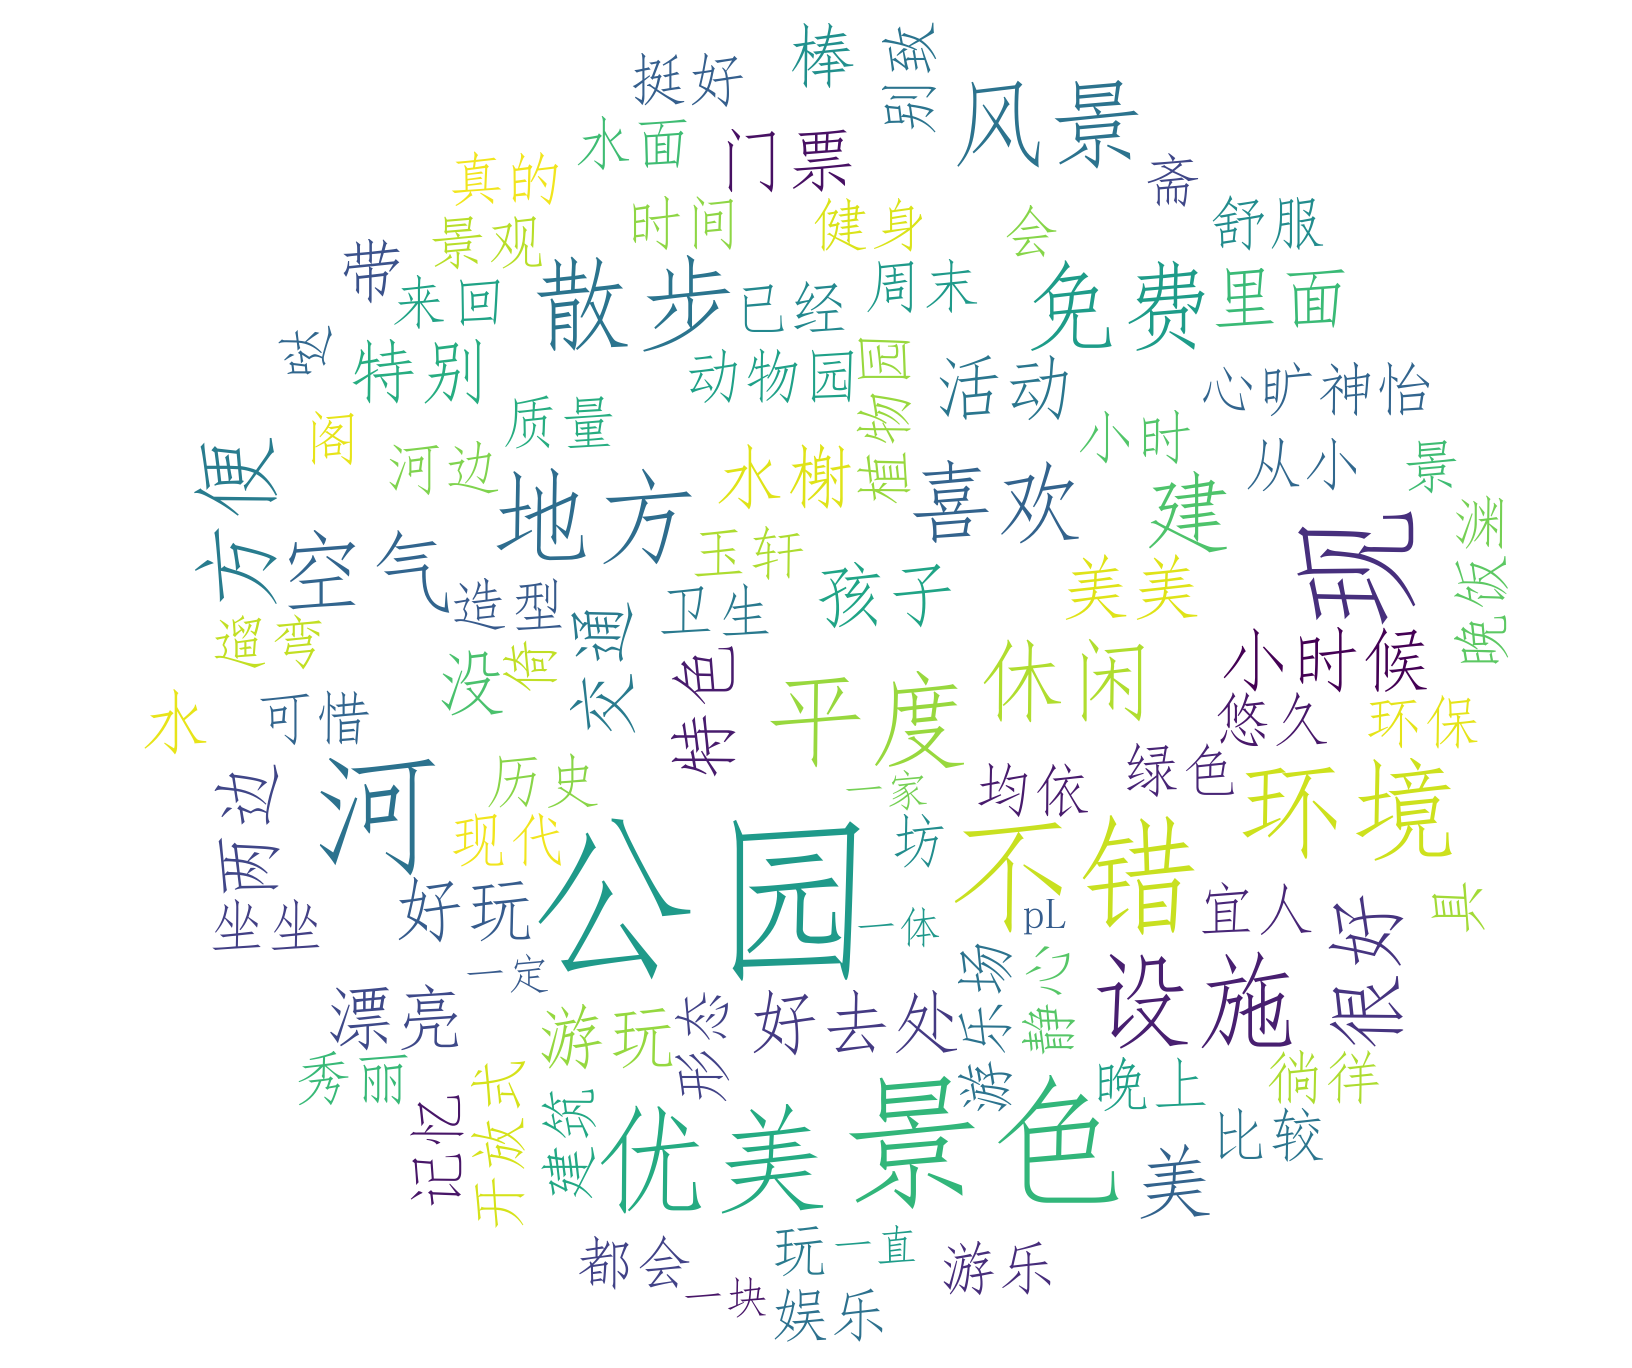 棒
别致
挺好
风景
水面
门票
真的
斋
景观
时间
健身
会
舒服
带
来回
散步
已经
周末
免费
里面
哒
特别
动物园
植物园
活动
心旷神怡
阁
质量
小时
方便
河边
地方
水榭
喜欢
建
从小
景
渊
空气
玉轩
现
晚饭
造型
交通
卫生
孩子
美美
遛弯
没
倚
特色
平度
休闲
小时候
水
可惜
悠久
环保
两边
河
历史
一家
均依
绿色
环境
现代
公园
坊
不错
坐坐
好玩
一体
pL
宜人
很好
具
一定
漂亮
游玩
形态
好去处
游乐场
静心
设施
秀丽
记忆
开放式
建筑
优美
景色
晚上
徜徉
美
比较
都会
玩
一直
游乐
一块
娱乐